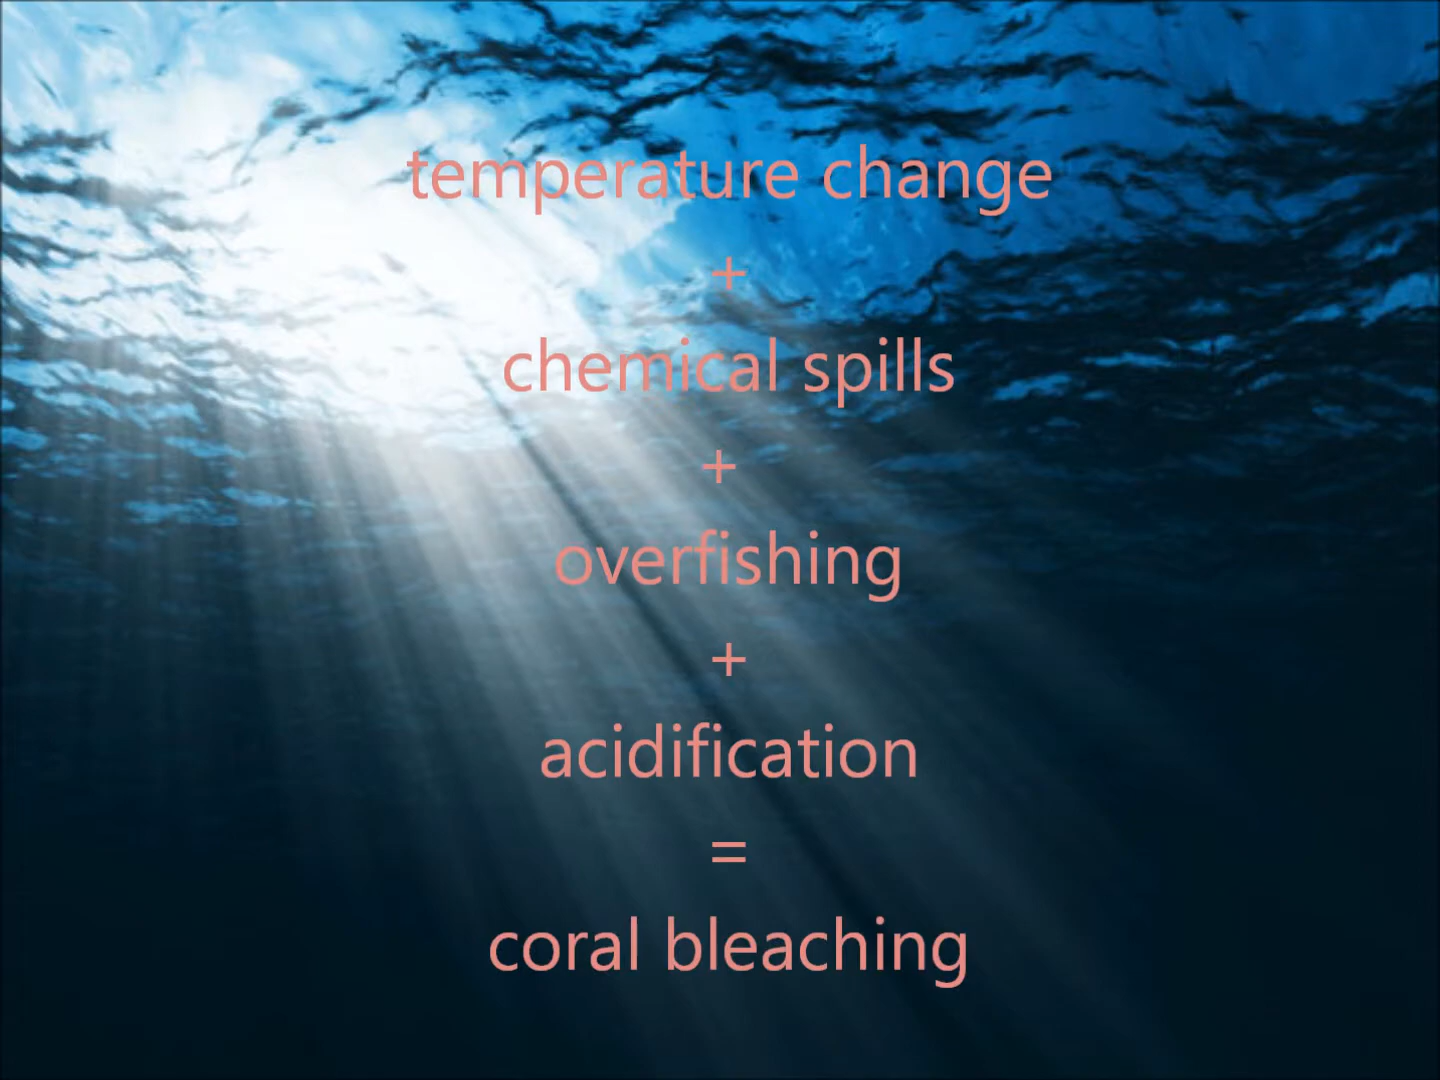 temperature change
+
chemical spills
+
overfishing
+
acidification
=
coral bleaching